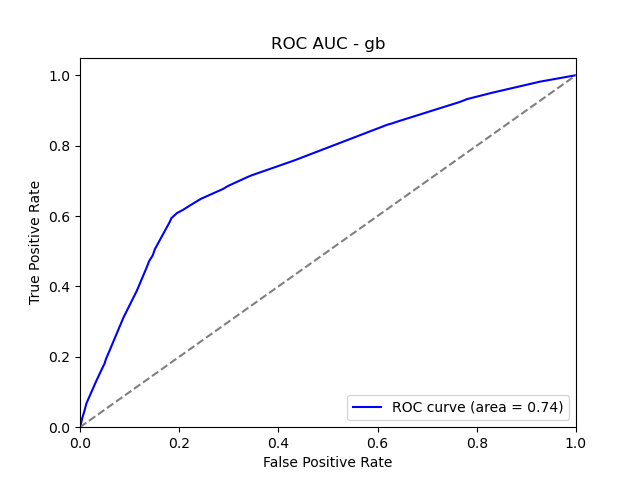 ROC AUC - gb
True Positive Rate
1.0
0.8
0.6
0.4
0.2
0.0
0.0 0.2 0.4 0.6 0.8 1.0
False Positive Rate
ROC curve (area = 0.74)